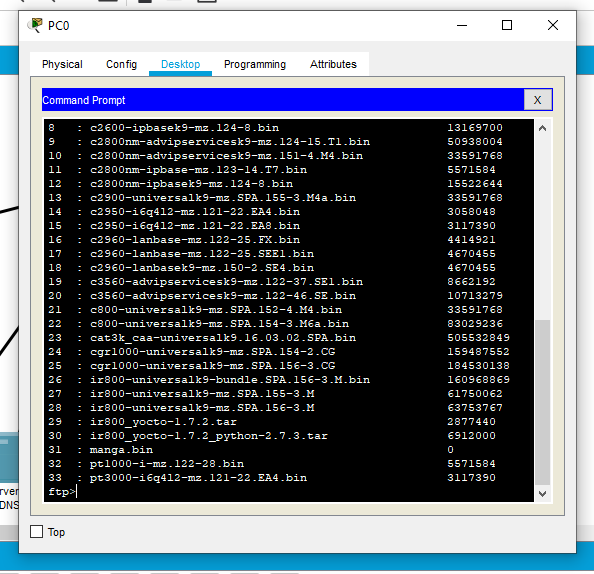 PC0
Physical Config Desktop Programming Attributes
Command Prompt X
8 : c2600-ipbasek9-mz.124-8.bin 13169700
9 : c2800nm-advipservicesk9-mz.124-15.T1.bin 50938004
10 : c2800nm-advipservicesk9-mz.151-4.M4.bin 33591768
11 : c2800nm-ipbase-mz.123-14.T7.bin 5571584
12 : c2800nm-ipbasek9-mz.124-8.bin 15522644
13 : c2900-universalk9-mz.SPA.155-3.M4a.bin 33591768
14 : c2950-i6q4l2-mz.121-22.EA4.bin 3058048
15 : c2950-i6q4l2-mz.121-22.EA8.bin 3117390
16 : c2960-lanbase-mz.122-25.FX.bin 4414921
17 : c2960-lanbase-mz.122-25.SEE1.bin 4670455
18 : c2960-lanbasek9-mz.150-2.SE4.bin 4670455
19 : c3560-advipservicesk9-mz.122-37.SE1.bin 8662192
20 : c3560-advipservicesk9-mz.122-46.SE.bin 10713279
21 : c800-universalk9-mz.SPA.152-4.M4.bin 33591768
22 : c800-universalk9-mz.SPA.154-3.M6a.bin 83029236
23 : cat3k_caa-universalk9.16.03.02.SPA.bin 505532849
24 : cgr1000-universalk9-mz.SPA.154-2.CG 159487552
25 : cgr1000-universalk9-mz.SPA.156-3.CG 184530138
26 : ir800-universalk9-bundle.SPA.156-3.M.bin 160968869
27 : ir800-universalk9-mz.SPA.155-3.M 61750062
28 : ir800-universalk9-mz.SPA.156-3.M 63753767
29 : ir800_yocto-1.7.2.tar 2877440
30 : ir800_yocto-1.7.2_python-2.7.3.tar 6912000
31 : manga.bin 0
32 : pt1000-i-mz.122-28.bin 5571584
33 : pt3000-i6q4l2-mz.121-22.EA4.bin 3117390
ftp>
rver
DNS
Top